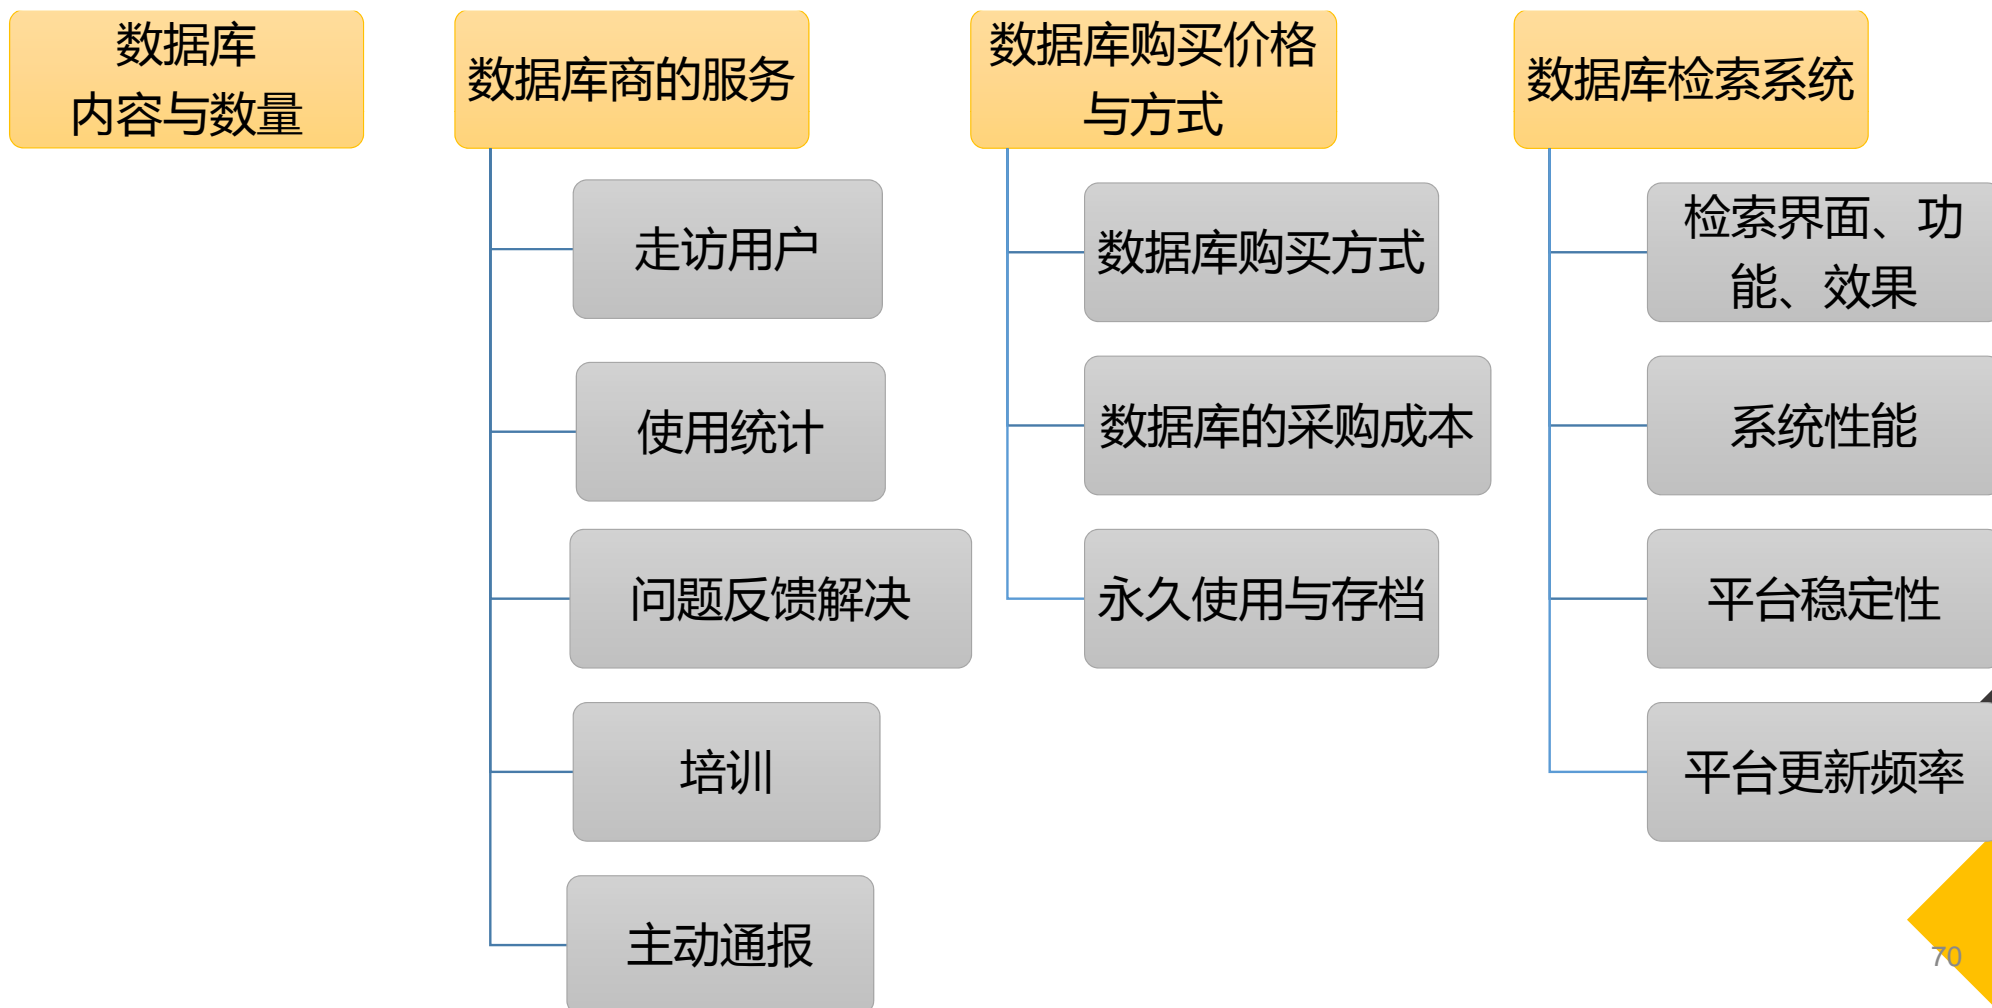 数据库
内容与数量
数据库商的服务
走访用户
使用统计
问题反馈解决
培训
主动通报
数据库购买价格
与方式
数据库购买方式
数据库的采购成本
永久使用与存档
数据库检索系统
检索界面、功
能、效果
系统性能
平台稳定性
平台更新频率
70